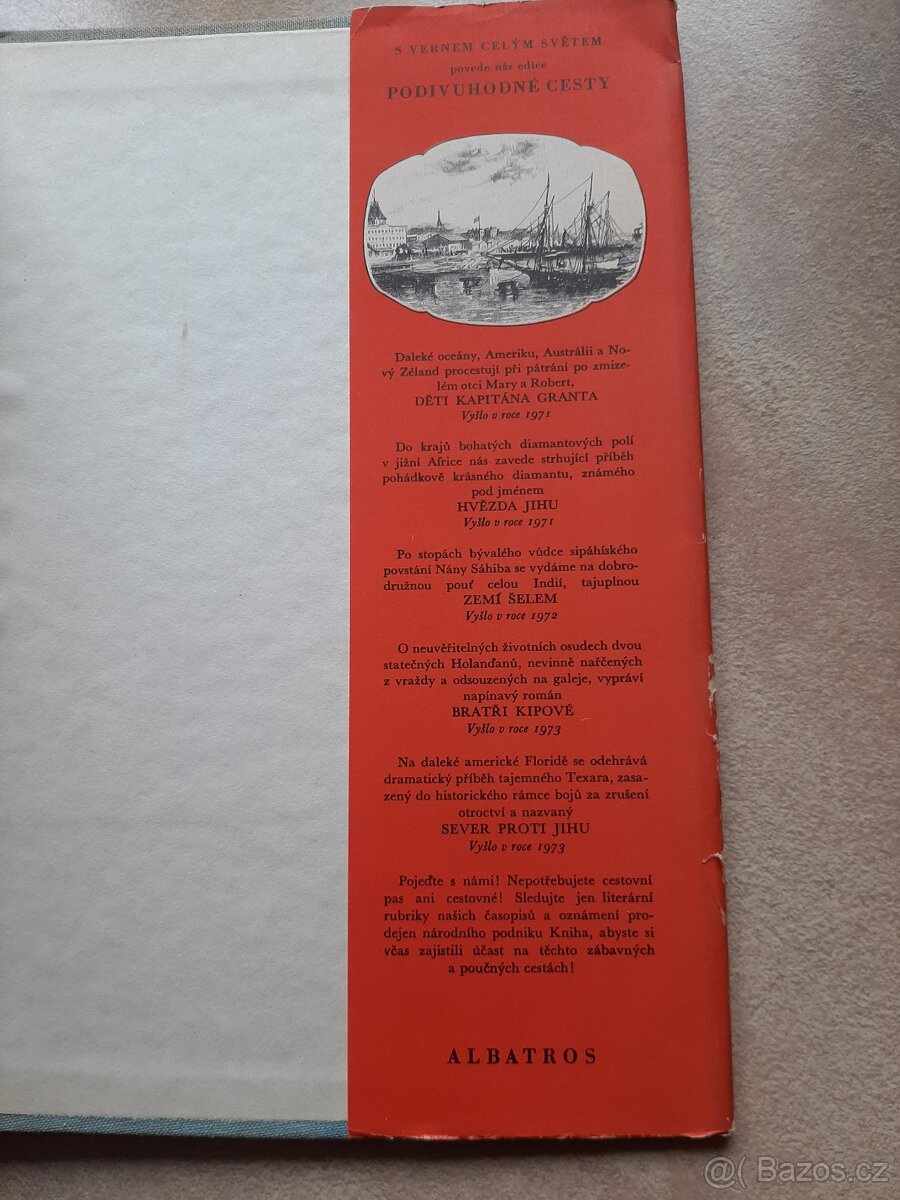 S VERNEM CELÝM SVĚTEM
povede nás edice
PODIVUHODNÉ CESTY
Daleké oceány, Ameriku, Austrálii a No-
vý Zéland procestují při pátrání po zmize-
lém otci Mary a Robert,
DĚTI KAPITÁNA GRANTA
Vyšlo v roce 1971
Do krajů bohatých diamantových polí
v jižní Africe nás zavede strhující příběh
pohádkově krásného diamantu, známého
pod jménem
HVĚZDA JIHU
Vyšlo v roce 1971
Po stopách bývalého vůdce sipáhíského
povstání Nány Sáhiba se vydáme na dobro-
družnou pouť celou Indií, tajuplnou
ZEMÍ ŠELEM
Vyšlo v roce 1972
O neuvěřitelných životních osudech dvou
statečných Holanďanů, nevinně nařčených
z vraždy a odsouzených na galeje, vypráví
napínavý román
BRATŘI KIPOVÉ
Vyšlo v roce 1973
Na daleké americké Floridě se odehrává
dramatický příběh tajemného Texara, zasa-
zený do historického rámce bojů za zrušení
otroctví a nazvaný
SEVER PROTI JIHU
Vyšlo v roce 1973
Pojeďte s námi! Nepotřebujete cestovní
pas ani cestovné! Sledujte jen literární
rubriky našich časopisů a oznámení pro-
dejen národního podniku Kniha, abyste si
včas zajistili účast na těchto zábavných
a poučných cestách!
ALBATROS
@( Bazos.cz